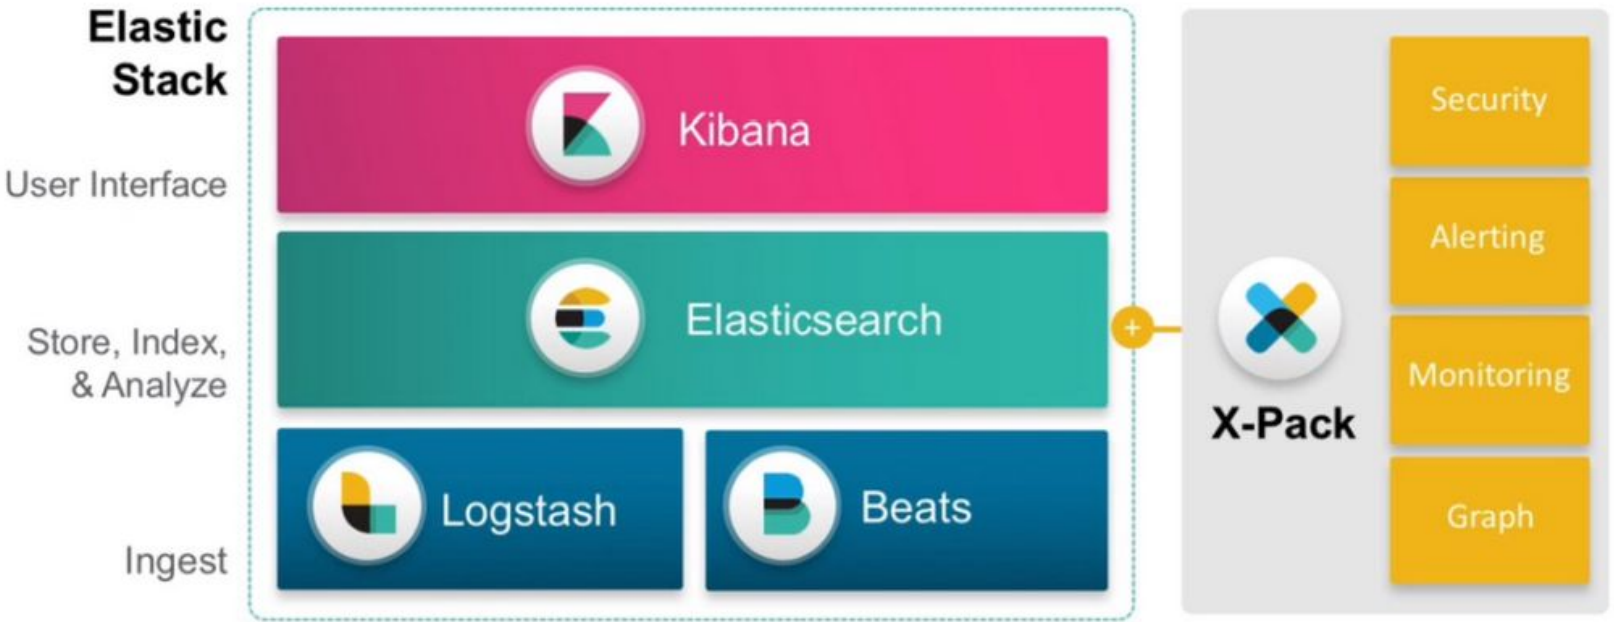 Elastic
Stack
User Interface
Kibana
Store, Index,
& Analyze
Elasticsearch
Ingest
Logstash
Beats
+
X-Pack
Security
Alerting
Monitoring
Graph